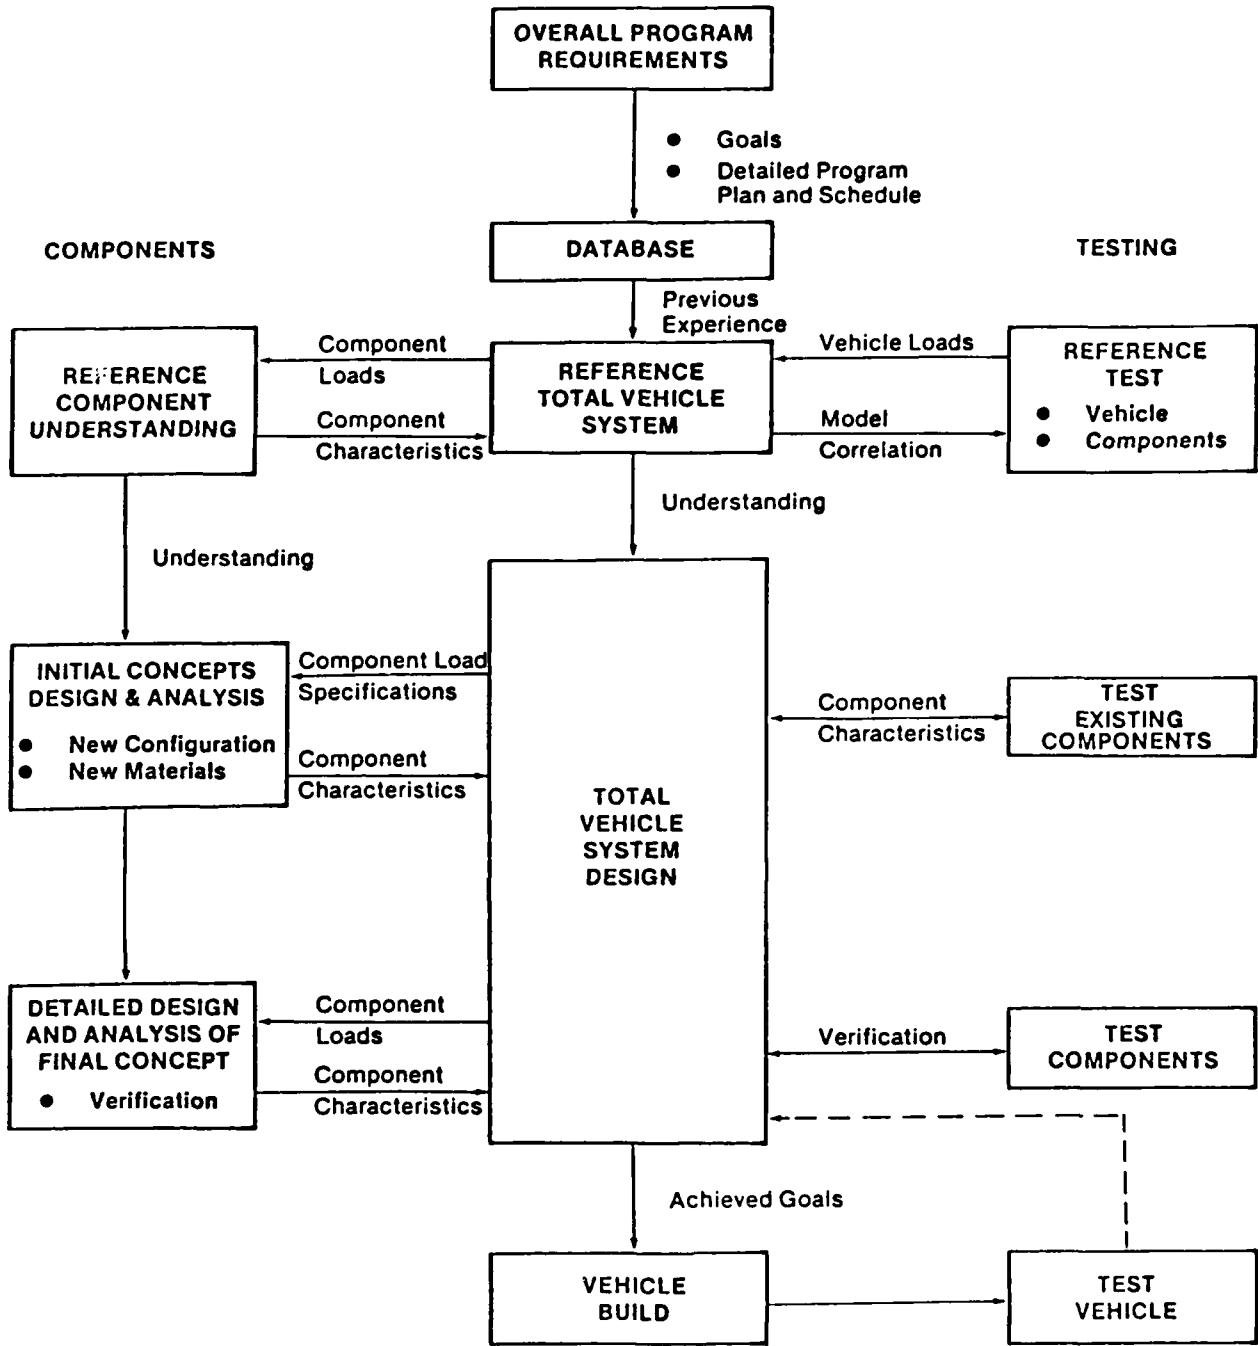 OVERALL PROGRAM
REQUIREMENTS
● Goals
● Detailed Program
Plan and Schedule
COMPONENTS
DATABASE
TESTING
Previous
Experience
REFERENCE
COMPONENT
UNDERSTANDING
Component
Loads
Component
Characteristics
REFERENCE
TOTAL VEHICLE
SYSTEM
Vehicle Loads
Model
Correlation
REFERENCE
TEST
● Vehicle
● Components
Understanding
Understanding
INITIAL CONCEPTS
DESIGN & ANALYSIS
● New Configuration
● New Materials
Component Load
Specifications
Component
Characteristics
TOTAL
VEHICLE
SYSTEM
DESIGN
Component
Characteristics
TEST
EXISTING
COMPONENTS
DETAILED DESIGN
AND ANALYSIS OF
FINAL CONCEPT
● Verification
Component
Loads
Component
Characteristics
Verification
TEST
COMPONENTS
Achieved Goals
VEHICLE
BUILD
TEST
VEHICLE